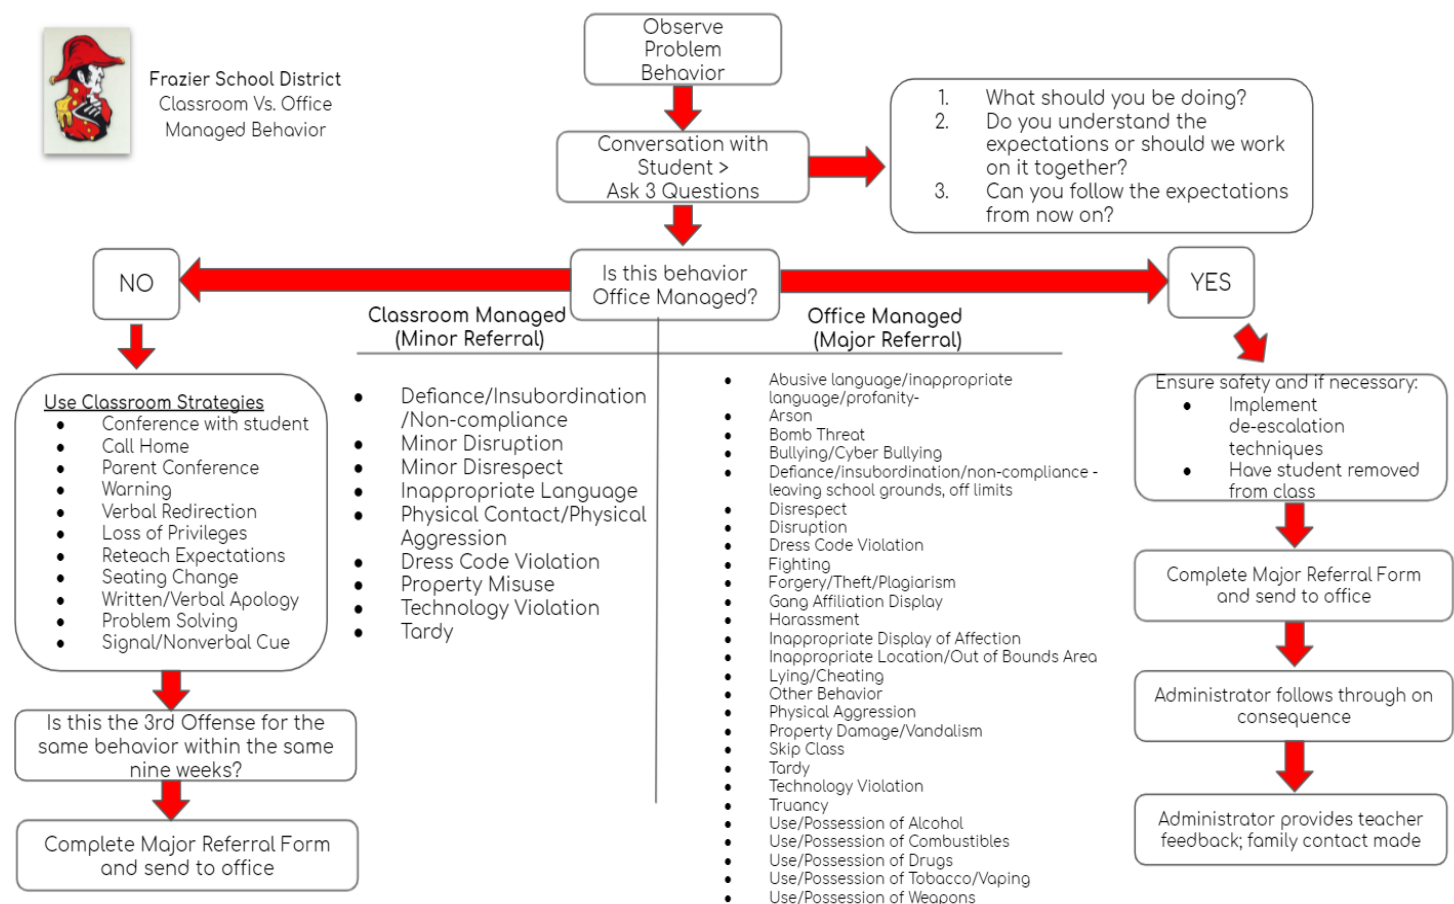 Frazier School District
Classroom Vs. Office
Managed Behavior
Observe
Problem
Behavior
Conversation with
Student >
Ask 3 Questions
1. What should you be doing?
2. Do you understand the
expectations or should we work
on it together?
3. Can you follow the expectations
from now on?
NO
Is this behavior
Office Managed?
YES
Use Classroom Strategies
● Conference with student
● Call Home
● Parent Conference
● Warning
● Verbal Redirection
● Loss of Privileges
● Reteach Expectations
● Seating Change
● Written/Verbal Apology
● Problem Solving
● Signal/Nonverbal Cue
Is this the 3rd Offense for the
same behavior within the same
nine weeks?
Complete Major Referral Form
and send to office
Classroom Managed
(Minor Referral)
● Defiance/Insubordination
/Non-compliance
● Minor Disruption
● Minor Disrespect
● Inappropriate Language
● Physical Contact/Physical
Aggression
● Dress Code Violation
● Property Misuse
● Technology Violation
● Tardy
Office Managed
(Major Referral)
● Abusive language/inappropriate
language/profanity-
● Arson
● Bomb Threat
● Bullying/Cyber Bullying
● Defiance/insubordination/non-compliance -
leaving school grounds, off limits
● Disrespect
● Disruption
● Dress Code Violation
● Fighting
● Forgery/Theft/Plagiarism
● Gang Affiliation Display
● Harassment
● Inappropriate Display of Affection
● Inappropriate Location/Out of Bounds Area
● Lying/Cheating
● Other Behavior
● Physical Aggression
● Property Damage/Vandalism
● Skip Class
● Tardy
● Technology Violation
● Truancy
● Use/Possession of Alcohol
● Use/Possession of Combustibles
● Use/Possession of Drugs
● Use/Possession of Tobacco/Vaping
● Use/Possession of Weapons
Ensure safety and if necessary:
● Implement
de-escalation
techniques
● Have student removed
from class
Complete Major Referral Form
and send to office
Administrator follows through on
consequence
Administrator provides teacher
feedback; family contact made